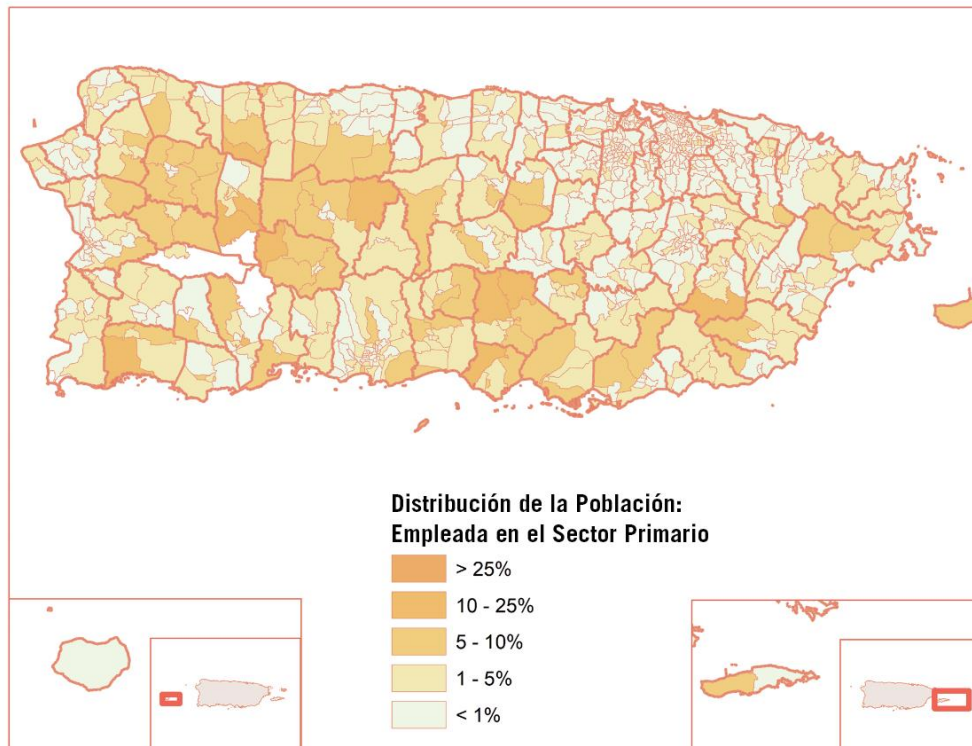 Distribución de la Población:
Empleada en el Sector Primario
> 25%
10 - 25%
5 - 10%
1 - 5%
< 1%